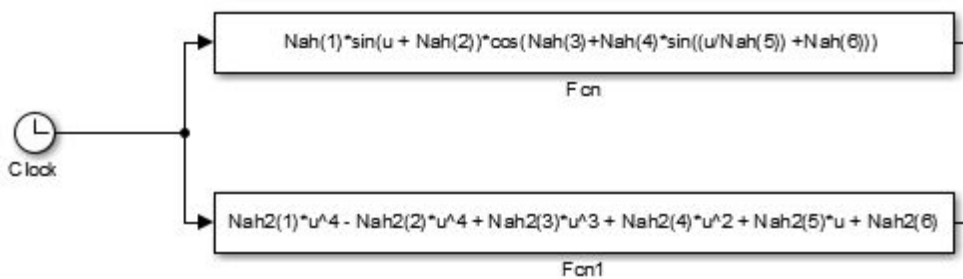 Nah(1)*sin(u + Nah(2))*cos(Nah(3)+Nah(4)*sin((u/Nah(5)) +Nah(6)))
Fcn
Clock
Nah2(1)*u^4 - Nah2(2)*u^4 + Nah2(3)*u^3 + Nah2(4)*u^2 + Nah2(5)*u + Nah2(6)
Fcn1